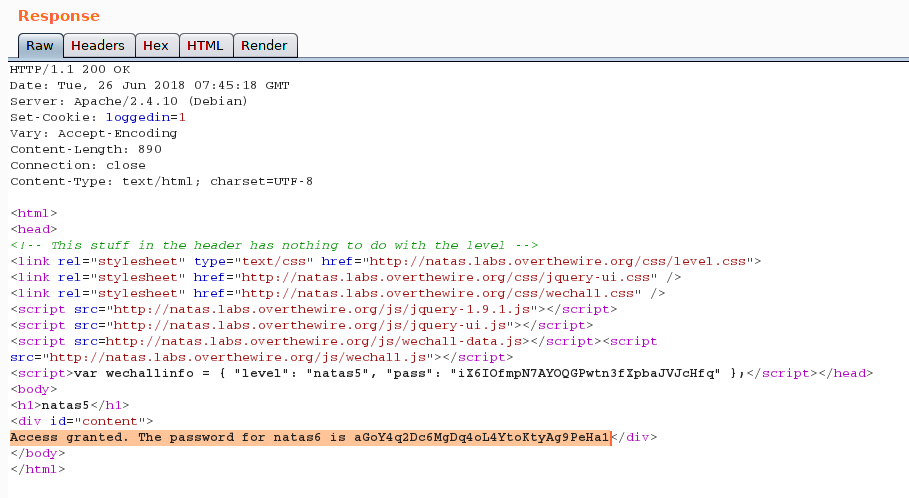 Response
Raw Headers Hex HTML Render
HTTP/1.1 200 OK
Date: Tue, 26 Jun 2018 07:45:18 GMT
Server: Apache/2.4.10 (Debian)
Set-Cookie: loggedin=1
Vary: Accept-Encoding
Content-Length: 890
Connection: close
Content-Type: text/html; charset=UTF-8
<html>
<head>
<!-- This stuff in the header has nothing to do with the level -->
<link rel="stylesheet" type="text/css" href="http://natas.labs.overthewire.org/css/level.css">
<link rel="stylesheet" href="http://natas.labs.overthewire.org/css/jquery-ui.css" />
<link rel="stylesheet" href="http://natas.labs.overthewire.org/css/wechall.css" />
<script src="http://natas.labs.overthewire.org/js/jquery-1.9.1.js"></script>
<script src="http://natas.labs.overthewire.org/js/jquery-ui.js"></script>
<script src=http://natas.labs.overthewire.org/js/wechall-data.js></script><script
src="http://natas.labs.overthewire.org/js/wechall.js"></script>
<script>var wechallinfo = { "level": "natas5", "pass": "iX6IOfmpN7AYOQGPwtn3fXpbaJVJcHfq" };</script></head>
<body>
<h1>natas5</h1>
<div id="content">
Access granted. The password for natas6 is aGoY4q2Dc6MgDq4oL4YtoKtyAg9PeHa1</div>
</body>
</html>